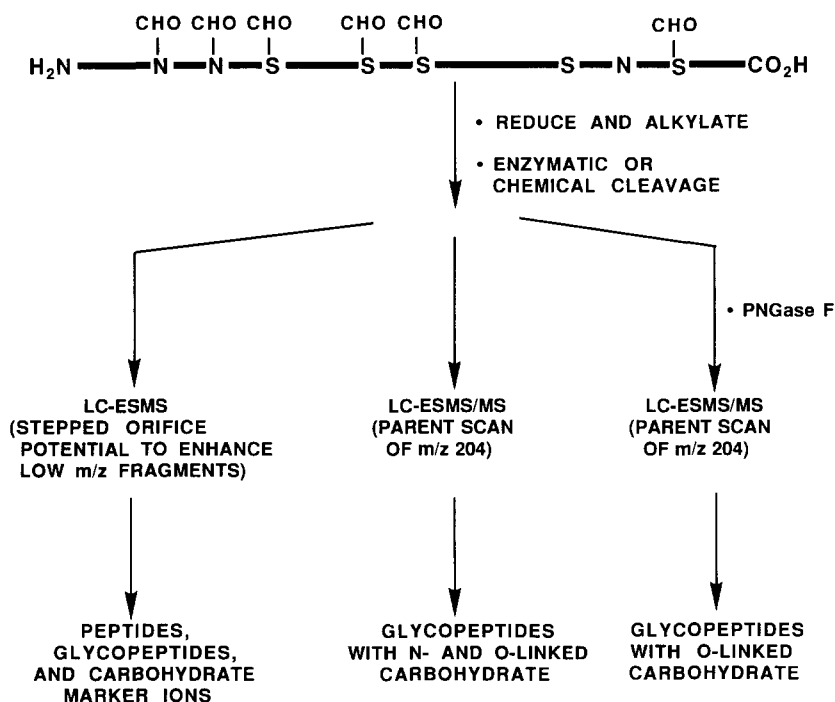 CHO CHO CHO CHO CHO CHO
H₂N N N S S S S N S CO₂H
• REDUCE AND ALKYLATE
• ENZYMATIC OR
CHEMICAL CLEAVAGE
• PNGase F
LC-ESMS
(STEPPED ORIFICE
POTENTIAL TO ENHANCE
LOW m/z FRAGMENTS)
LC-ESMS/MS
(PARENT SCAN
OF m/z 204)
LC-ESMS/MS
(PARENT SCAN
OF m/z 204)
PEPTIDES,
GLYCOPEPTIDES,
AND CARBOHYDRATE
MARKER IONS
GLYCOPEPTIDES
WITH N- AND O-LINKED
CARBOHYDRATE
GLYCOPEPTIDES
WITH O-LINKED
CARBOHYDRATE